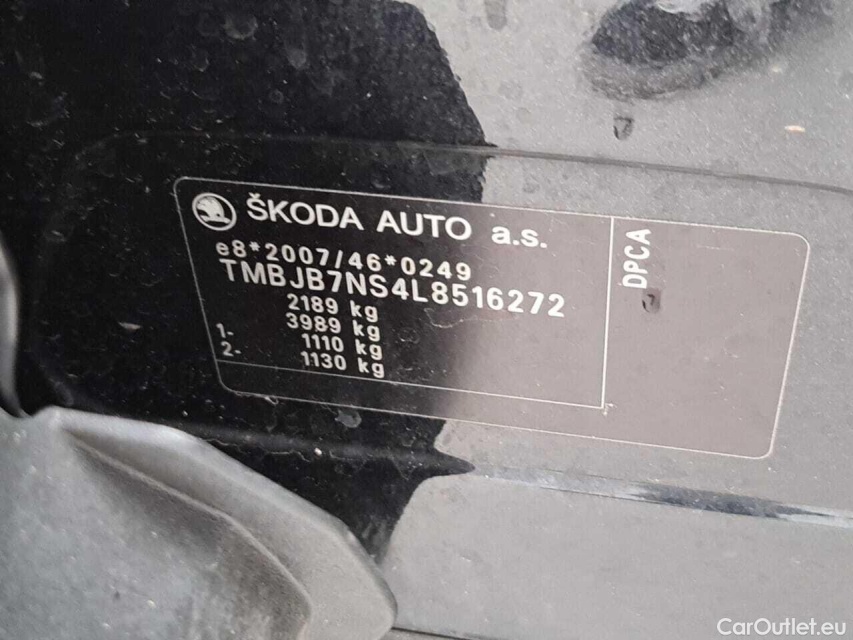 ŠKODA AUTO a.s.
e8*2007/46*0249
TMBJB7NS4L8516272
2189 kg
3989 kg
1- 1110 kg
2- 1130 kg
DPCA
CarOutlet.eu